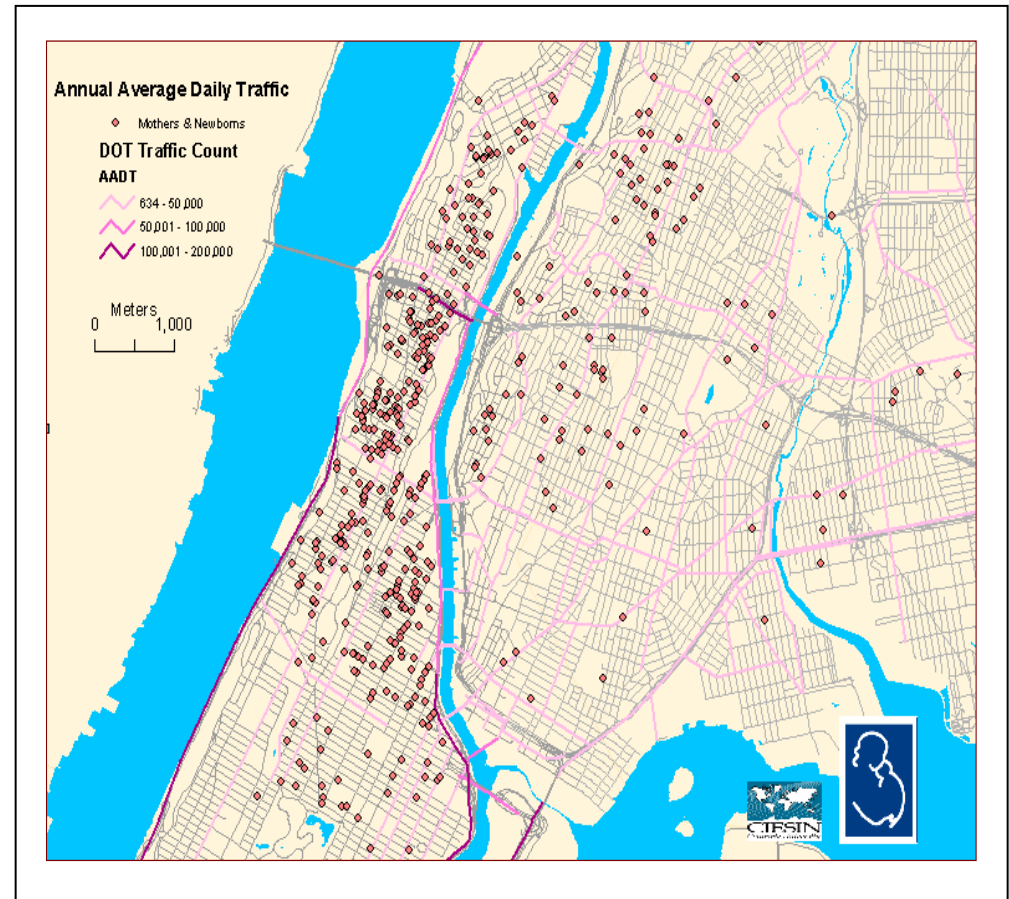 Annual Average Daily Traffic
Mothers & Newborns
DOT Traffic Count
AADT
634 - 50,000
50,001 - 100,000
100,001 - 200,000
Meters
0 1,000
CIESIN